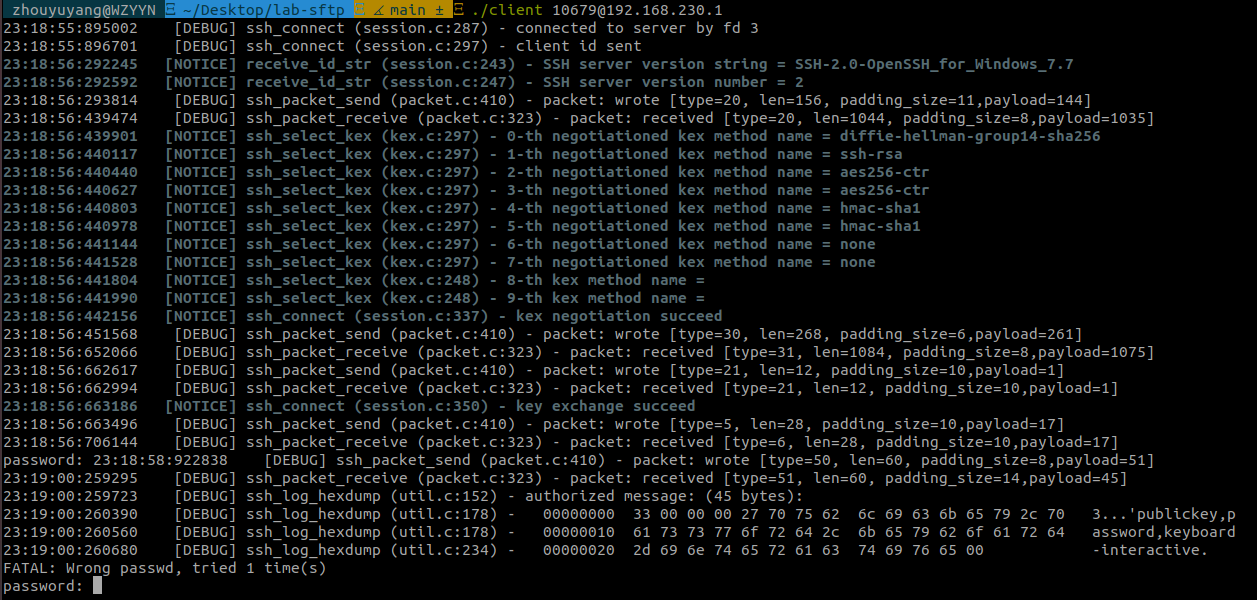 zhouyuyang@WZYYN ~/Desktop/lab-sftp main ± ./client 10679@192.168.230.1
23:18:55:895002 [DEBUG] ssh_connect (session.c:287) - connected to server by fd 3
23:18:55:896701 [DEBUG] ssh_connect (session.c:297) - client id sent
23:18:56:292245 [NOTICE] receive_id_str (session.c:243) - SSH server version string = SSH-2.0-OpenSSH_for_Windows_7.7
23:18:56:292592 [NOTICE] receive_id_str (session.c:247) - SSH server version number = 2
23:18:56:293814 [DEBUG] ssh_packet_send (packet.c:410) - packet: wrote [type=20, len=156, padding_size=11,payload=144]
23:18:56:439474 [DEBUG] ssh_packet_receive (packet.c:323) - packet: received [type=20, len=1044, padding_size=8,payload=1035]
23:18:56:439901 [NOTICE] ssh_select_kex (kex.c:297) - 0-th negotiationed kex method name = diffie-hellman-group14-sha256
23:18:56:440117 [NOTICE] ssh_select_kex (kex.c:297) - 1-th negotiationed kex method name = ssh-rsa
23:18:56:440440 [NOTICE] ssh_select_kex (kex.c:297) - 2-th negotiationed kex method name = aes256-ctr
23:18:56:440627 [NOTICE] ssh_select_kex (kex.c:297) - 3-th negotiationed kex method name = aes256-ctr
23:18:56:440803 [NOTICE] ssh_select_kex (kex.c:297) - 4-th negotiationed kex method name = hmac-sha1
23:18:56:440978 [NOTICE] ssh_select_kex (kex.c:297) - 5-th negotiationed kex method name = hmac-sha1
23:18:56:441144 [NOTICE] ssh_select_kex (kex.c:297) - 6-th negotiationed kex method name = none
23:18:56:441528 [NOTICE] ssh_select_kex (kex.c:297) - 7-th negotiationed kex method name = none
23:18:56:441804 [NOTICE] ssh_select_kex (kex.c:248) - 8-th kex method name =
23:18:56:441990 [NOTICE] ssh_select_kex (kex.c:248) - 9-th kex method name =
23:18:56:442156 [NOTICE] ssh_connect (session.c:337) - kex negotiation succeed
23:18:56:451568 [DEBUG] ssh_packet_send (packet.c:410) - packet: wrote [type=30, len=268, padding_size=6,payload=261]
23:18:56:652066 [DEBUG] ssh_packet_receive (packet.c:323) - packet: received [type=31, len=1084, padding_size=8,payload=1075]
23:18:56:662617 [DEBUG] ssh_packet_send (packet.c:410) - packet: wrote [type=21, len=12, padding_size=10,payload=1]
23:18:56:662994 [DEBUG] ssh_packet_receive (packet.c:323) - packet: received [type=21, len=12, padding_size=10,payload=1]
23:18:56:663186 [NOTICE] ssh_connect (session.c:350) - key exchange succeed
23:18:56:663496 [DEBUG] ssh_packet_send (packet.c:410) - packet: wrote [type=5, len=28, padding_size=10,payload=17]
23:18:56:706144 [DEBUG] ssh_packet_receive (packet.c:323) - packet: received [type=6, len=28, padding_size=10,payload=17]
password: 23:18:58:922838 [DEBUG] ssh_packet_send (packet.c:410) - packet: wrote [type=50, len=60, padding_size=8,payload=51]
23:19:00:259295 [DEBUG] ssh_packet_receive (packet.c:323) - packet: received [type=51, len=60, padding_size=14,payload=45]
23:19:00:259723 [DEBUG] ssh_log_hexdump (util.c:152) - authorized message: (45 bytes):
23:19:00:260390 [DEBUG] ssh_log_hexdump (util.c:178) - 00000000 33 00 00 00 27 70 75 62 6c 69 63 6b 65 79 2c 70 3...'publickey,p
23:19:00:260560 [DEBUG] ssh_log_hexdump (util.c:178) - 00000010 61 73 73 77 6f 72 64 2c 6b 65 79 62 6f 61 72 64 assword,keyboard
23:19:00:260680 [DEBUG] ssh_log_hexdump (util.c:234) - 00000020 2d 69 6e 74 65 72 61 63 74 69 76 65 00 -interactive.
FATAL: Wrong passwd, tried 1 time(s)
password: